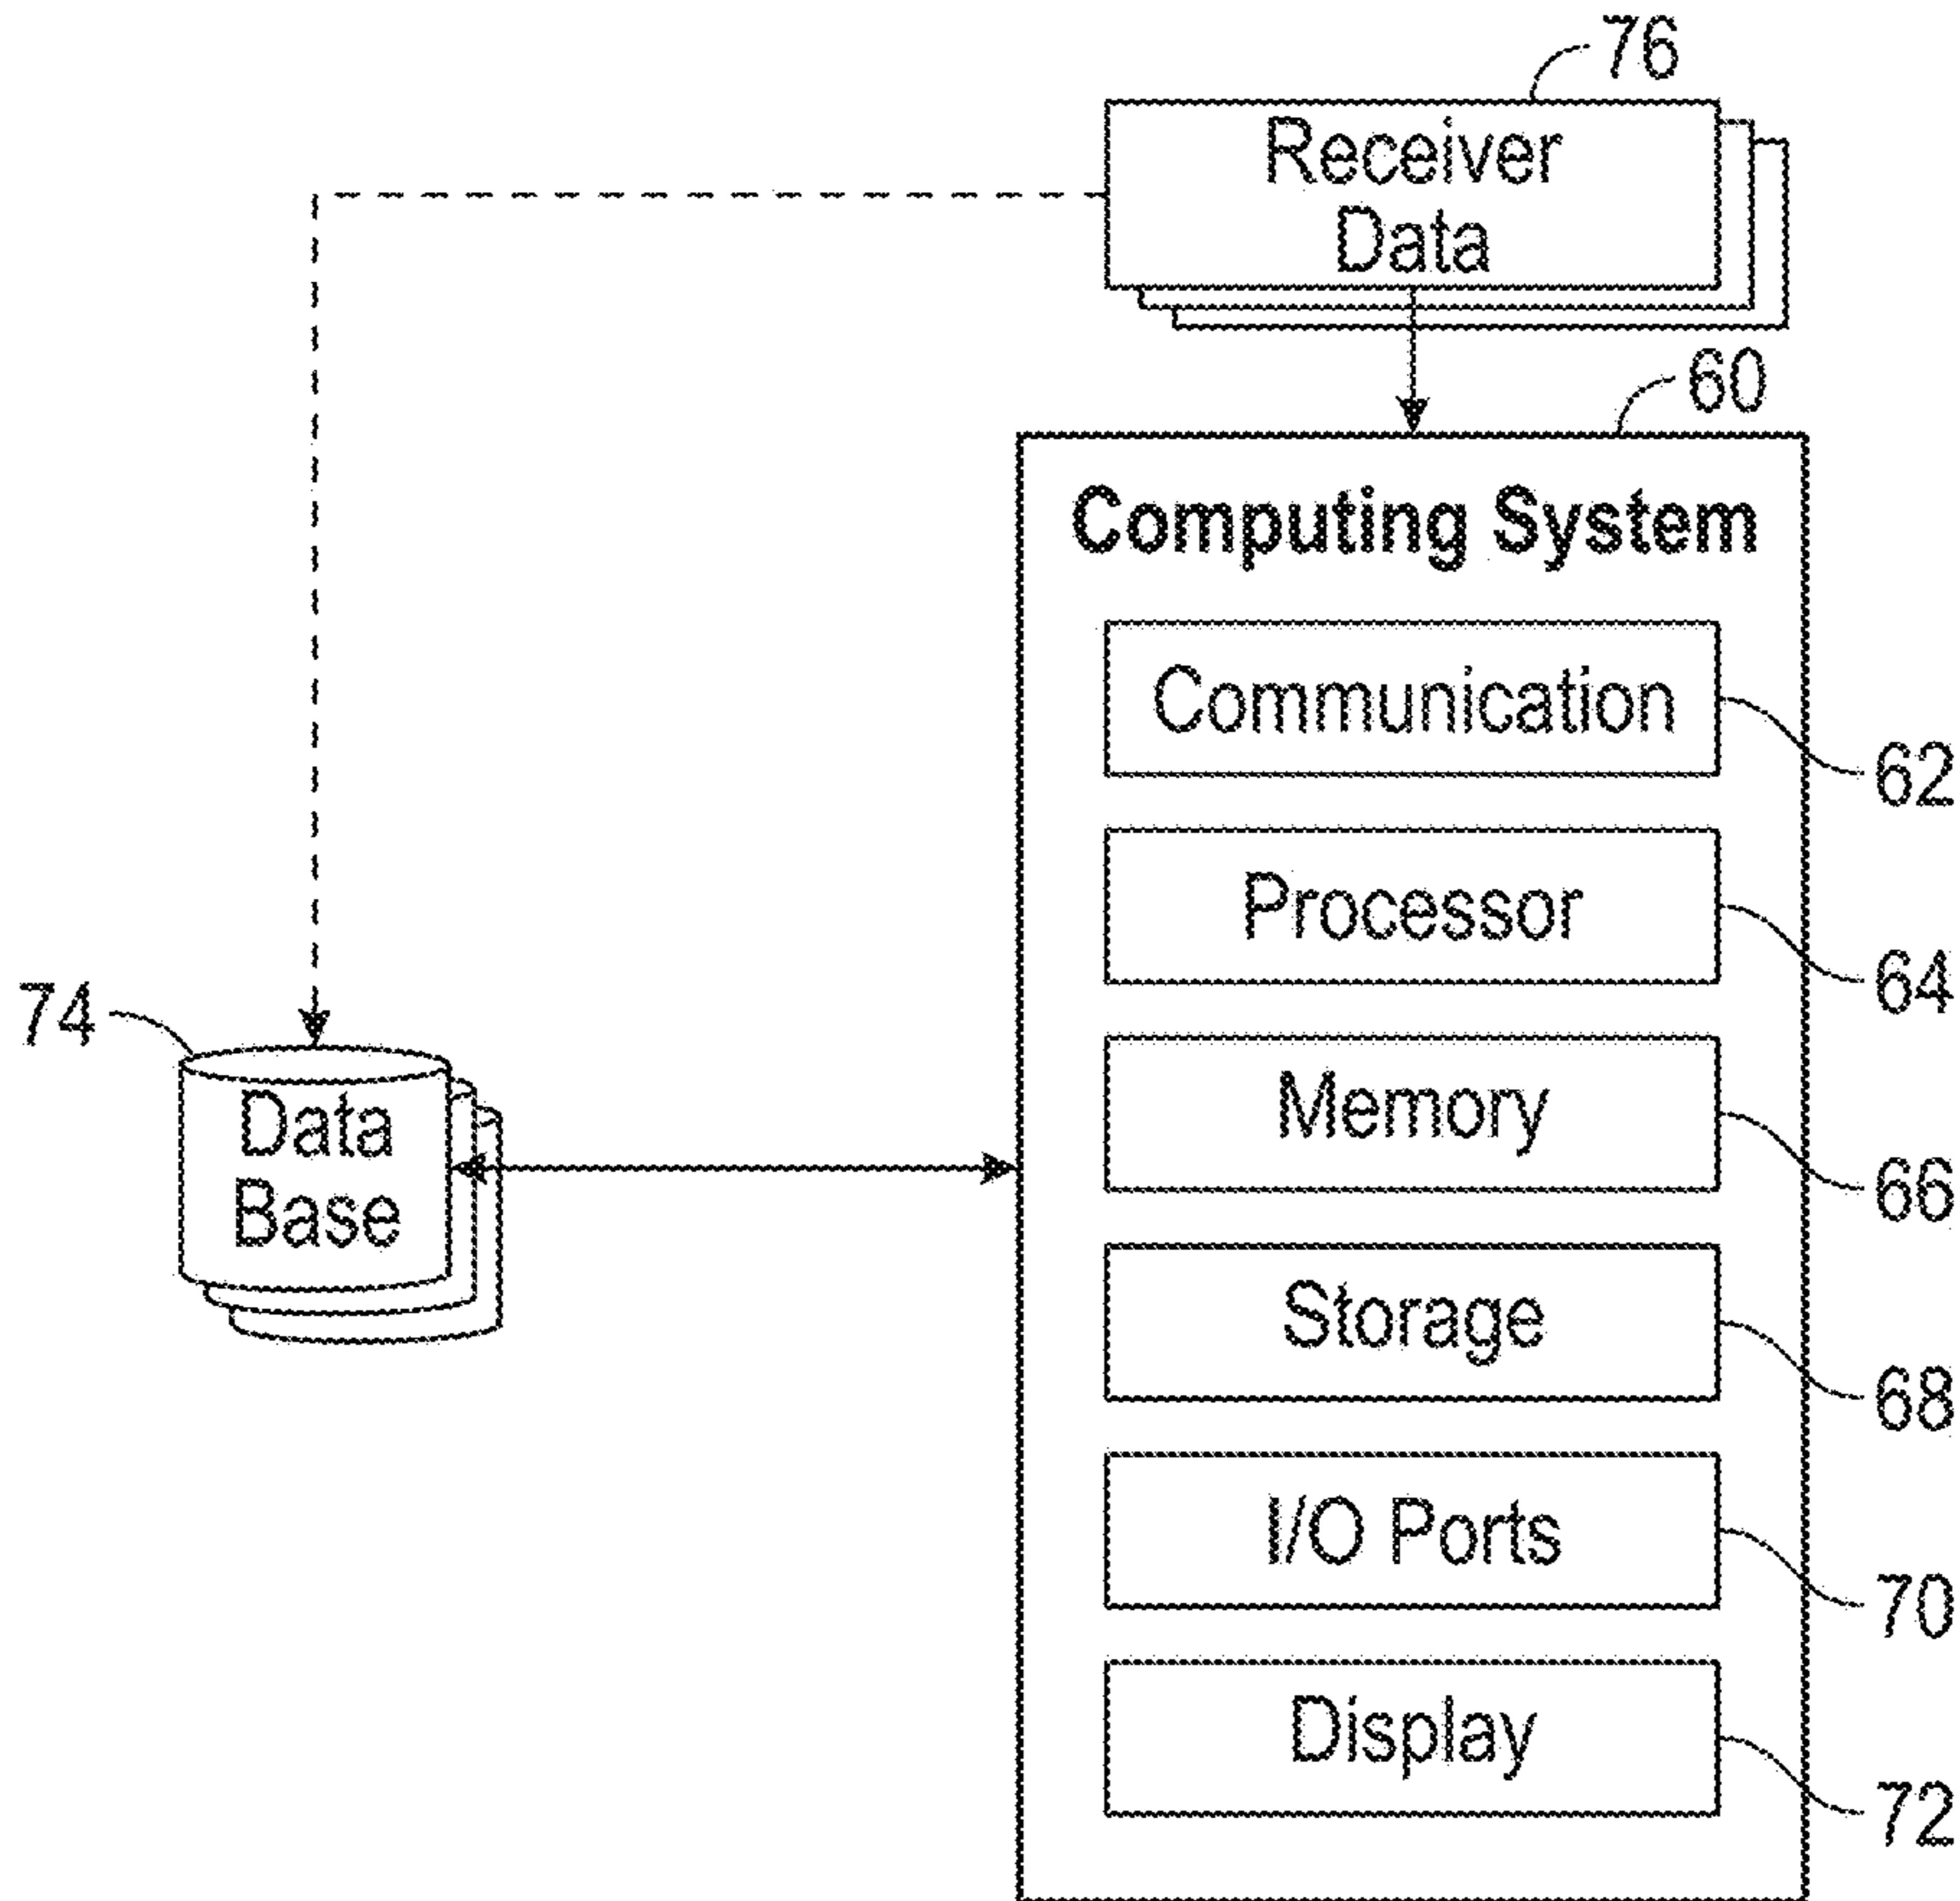 76
Receiver
Data
60
Computing System
Communication
62
Processor
64
74
Data
Base
Memory
66
Storage
68
I/O Ports
70
Display
72